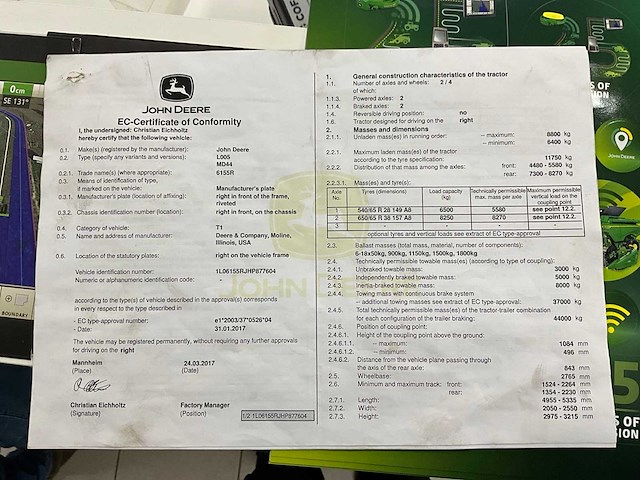 JOHN DEERE
EC-Certificate of Conformity
I, the undersigned: Christian Eichholtz
hereby certify that the following vehicle:
0.1. Make(s) (registered by the manufacturer): John Deere
0.2. Type (specify any variants and versions): L005
MD44
0.2.1. Trade name(s) (where appropriate): 6155R
0.3. Means of identification of type,
if marked on the vehicle: Manufacturer's plate
0.3.1. Manufacturer's plate (location of affixing): right in front of the frame,
riveted
0.3.2. Chassis identification number (location): right in front, on the chassis
0.4. Category of vehicle: T1
0.5. Name and address of manufacturer: Deere & Company, Moline,
Illinois, USA
0.6. Location of the statutory plates: right on the vehicle frame
Vehicle identification number: 1L06155RJHP877604
Numeric or alphanumeric identification code:
according to the type(s) of vehicle described in the approval(s) corresponds
in every respect to the type described in
- EC type-approval number: e1*2003/37*0526*04
- Date: 31.01.2017
The vehicle may be registered permanently, without requiring any further approvals
for driving on the right
Mannheim 24.03.2017
(Place) (Date)
Christian Eichholtz Factory Manager
(Signature) (Position)
1/2 1L06155RJHP877604
1. General construction characteristics of the tractor
1.1. Number of axles and wheels: 2 / 4
of which:
1.1.3. Powered axles: 2
1.1.4. Braked axles: 2
1.4. Reversible driving position: no
1.6. Tractor designed for driving on the right
2. Masses and dimensions
2.1.1. Unladen mass(es) in running order: – maximum: 8800 kg
– minimum: 6400 kg
2.2.1. Maximum laden mass(es) of the tractor
according to the tyre specification: 11750 kg
2.2.2. Distribution of that mass among the axles: front: 4480 - 5580 kg
rear: 7300 - 8270 kg
2.2.3.1. Mass(es) and tyre(s):
Axle No. Tyres (dimensions) Load capacity (kg) Technically permissible max. mass per axle Maximum permissible vertical load on the coupling point
1 540/65 R 38 149 A8 6500 5580 see point 12.2.
2 650/65 R 38 157 A8 8250 8270 see point 12.2.
3 - - - -
optional tyres and vertical loads see extract of EC type-approval
2.3. Ballast masses (total mass, material, number of components):
6-18x50kg, 900kg, 1150kg, 1500kg, 1800kg
2.4. Technically permissible towable mass(es) (according to type of coupling):
2.4.1. Unbraked towable mass: 3000 kg
2.4.2. Independently braked towable mass: 5000 kg
2.4.3. Inertia-braked towable mass: 8000 kg
2.4.4. Towing mass with continuous brake system
– additional towing masses see extract of EC type-approval: 37000 kg
2.4.5. Total technically permissible mass(es) of the tractor-trailer combination
for each configuration of the trailer braking: 44000 kg
2.4.6. Position of coupling point:
2.4.6.1. Height of the coupling point above the ground:
2.4.6.1.1. – maximum: 1084 mm
2.4.6.1.2. – minimum: 496 mm
2.4.6.2. Distance from the vehicle plane passing through
the axis of the rear axle: 843 mm
2.5. Wheelbase: 2765 mm
2.6. Minimum and maximum track: front: 1524 - 2264 mm
rear: 1354 - 2230 mm
2.7.1. Length: 4955 - 5335 mm
2.7.2. Width: 2050 - 2550 mm
2.7.3. Height: 2975 - 3215 mm
0cm
SE 131°
BOUNDARY
JOHN DEERE
S OF
SION
5
S OF
SION